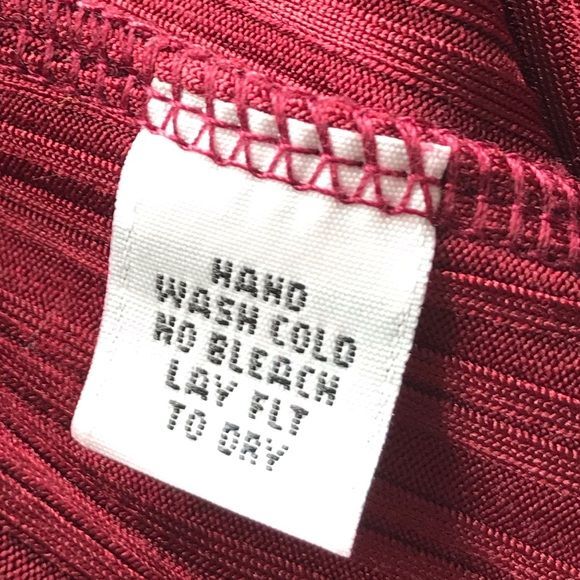 HAND
WASH COLD
NO BLEACH
LAY FLT
TO DRY